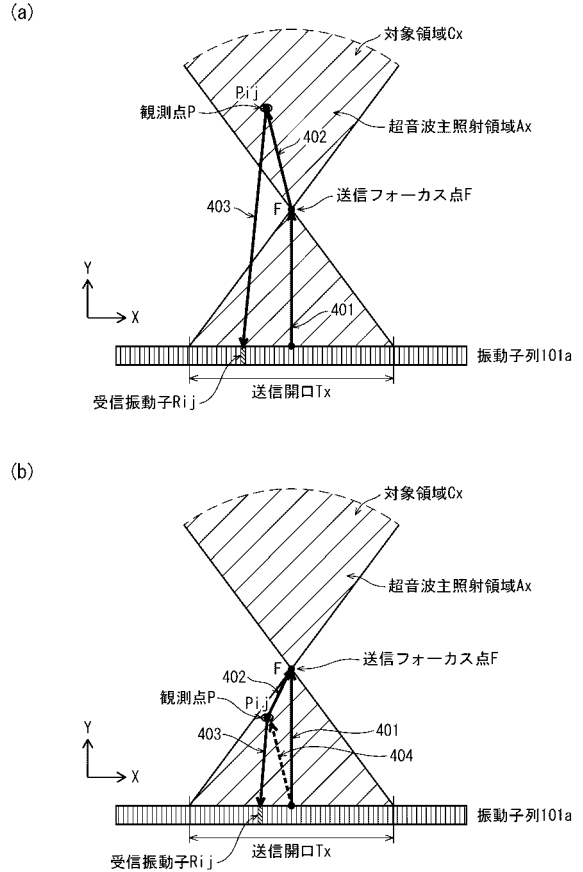 (a)
対象領域Cx
Pij
観測点P
402
超音波主照射領域Ax
403
F
送信フォーカス点F
Y
X
401
振動子列101a
受信振動子Rij
送信開口Tx
(b)
対象領域Cx
超音波主照射領域Ax
F
送信フォーカス点F
402
観測点P
Pij
Y
403
401
404
X
振動子列101a
受信振動子Rij
送信開口Tx